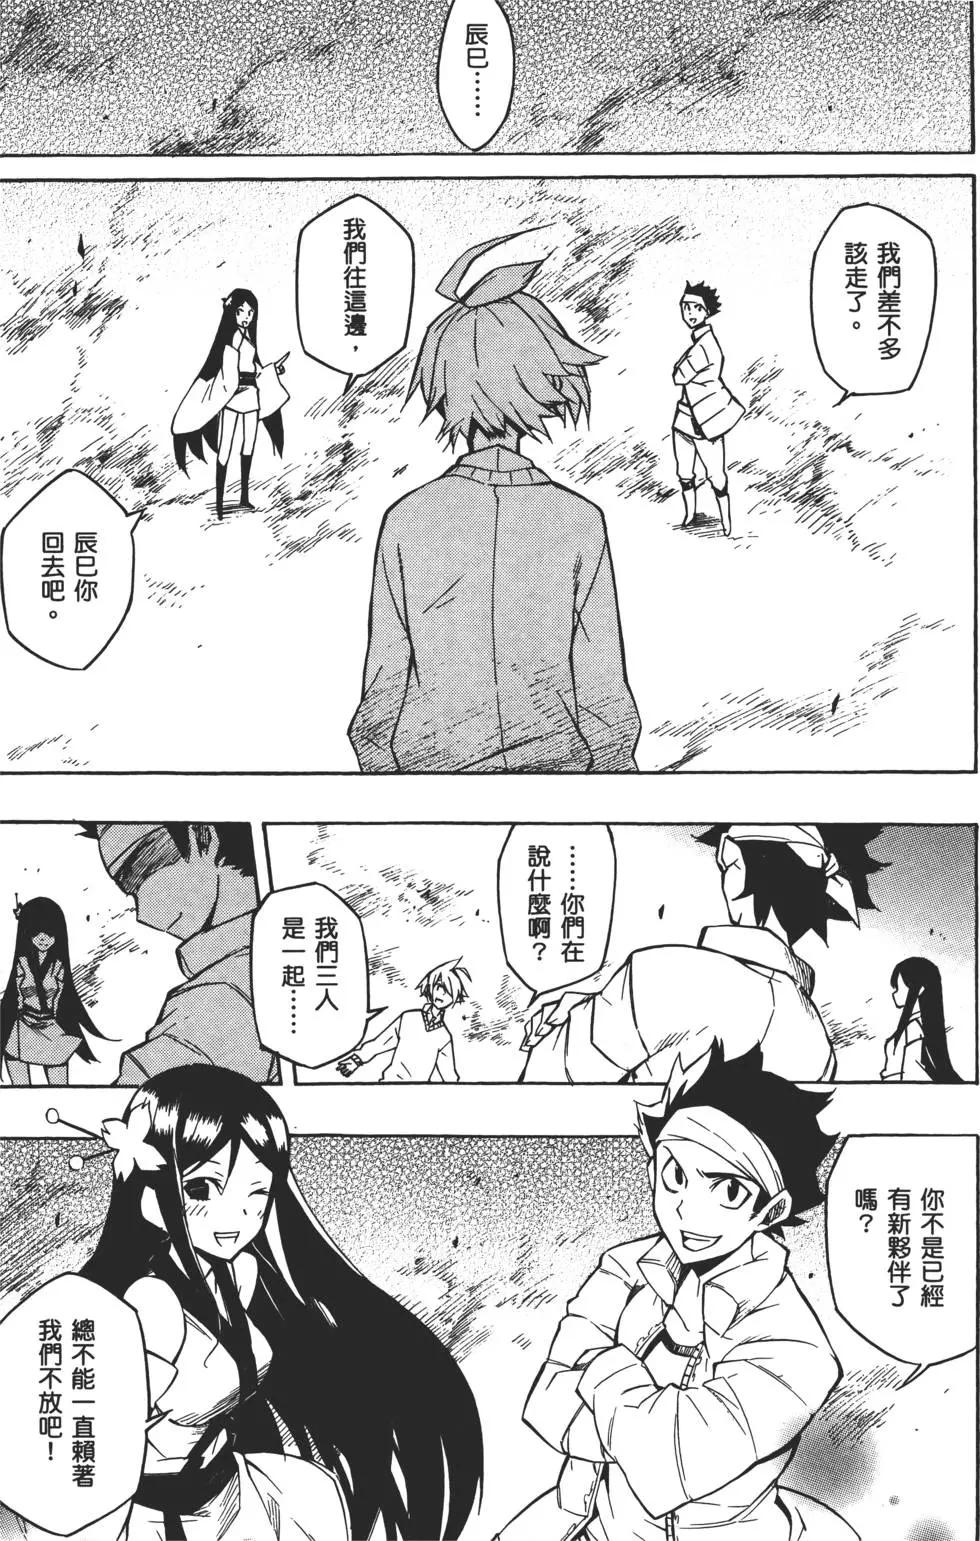 辰巳……
我們差不多
該走了。
我們往這邊，
辰巳你
回去吧。
……你們在
說什麼啊？
我們三人
是一起……
你不是已經
有新夥伴了
嗎？
總不能一直賴著
我們不放吧！